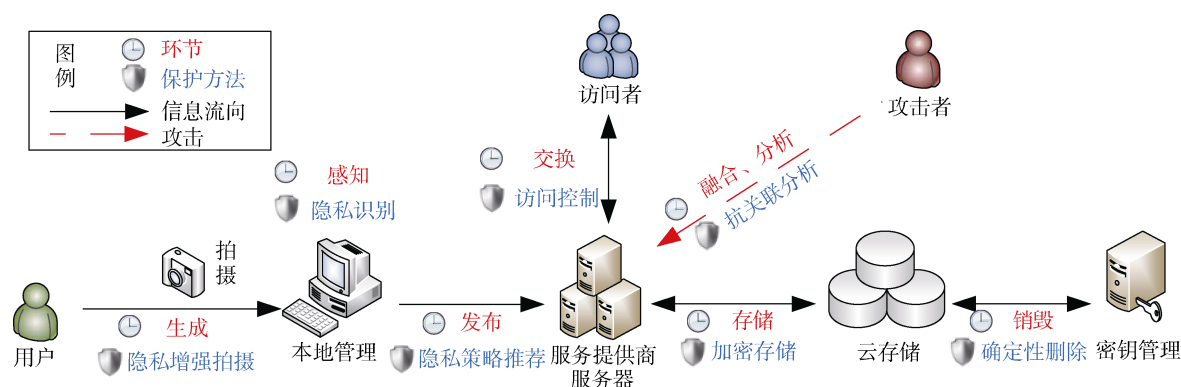 图例
环节
保护方法
信息流向
攻击
访问者
攻击者
感知
隐私识别
交换
访问控制
融合、分析
抗关联分析
拍摄
用户
生成
隐私增强拍摄
本地管理
发布
隐私策略推荐
服务提供商
服务器
存储
加密存储
云存储
销毁
确定性删除
密钥管理